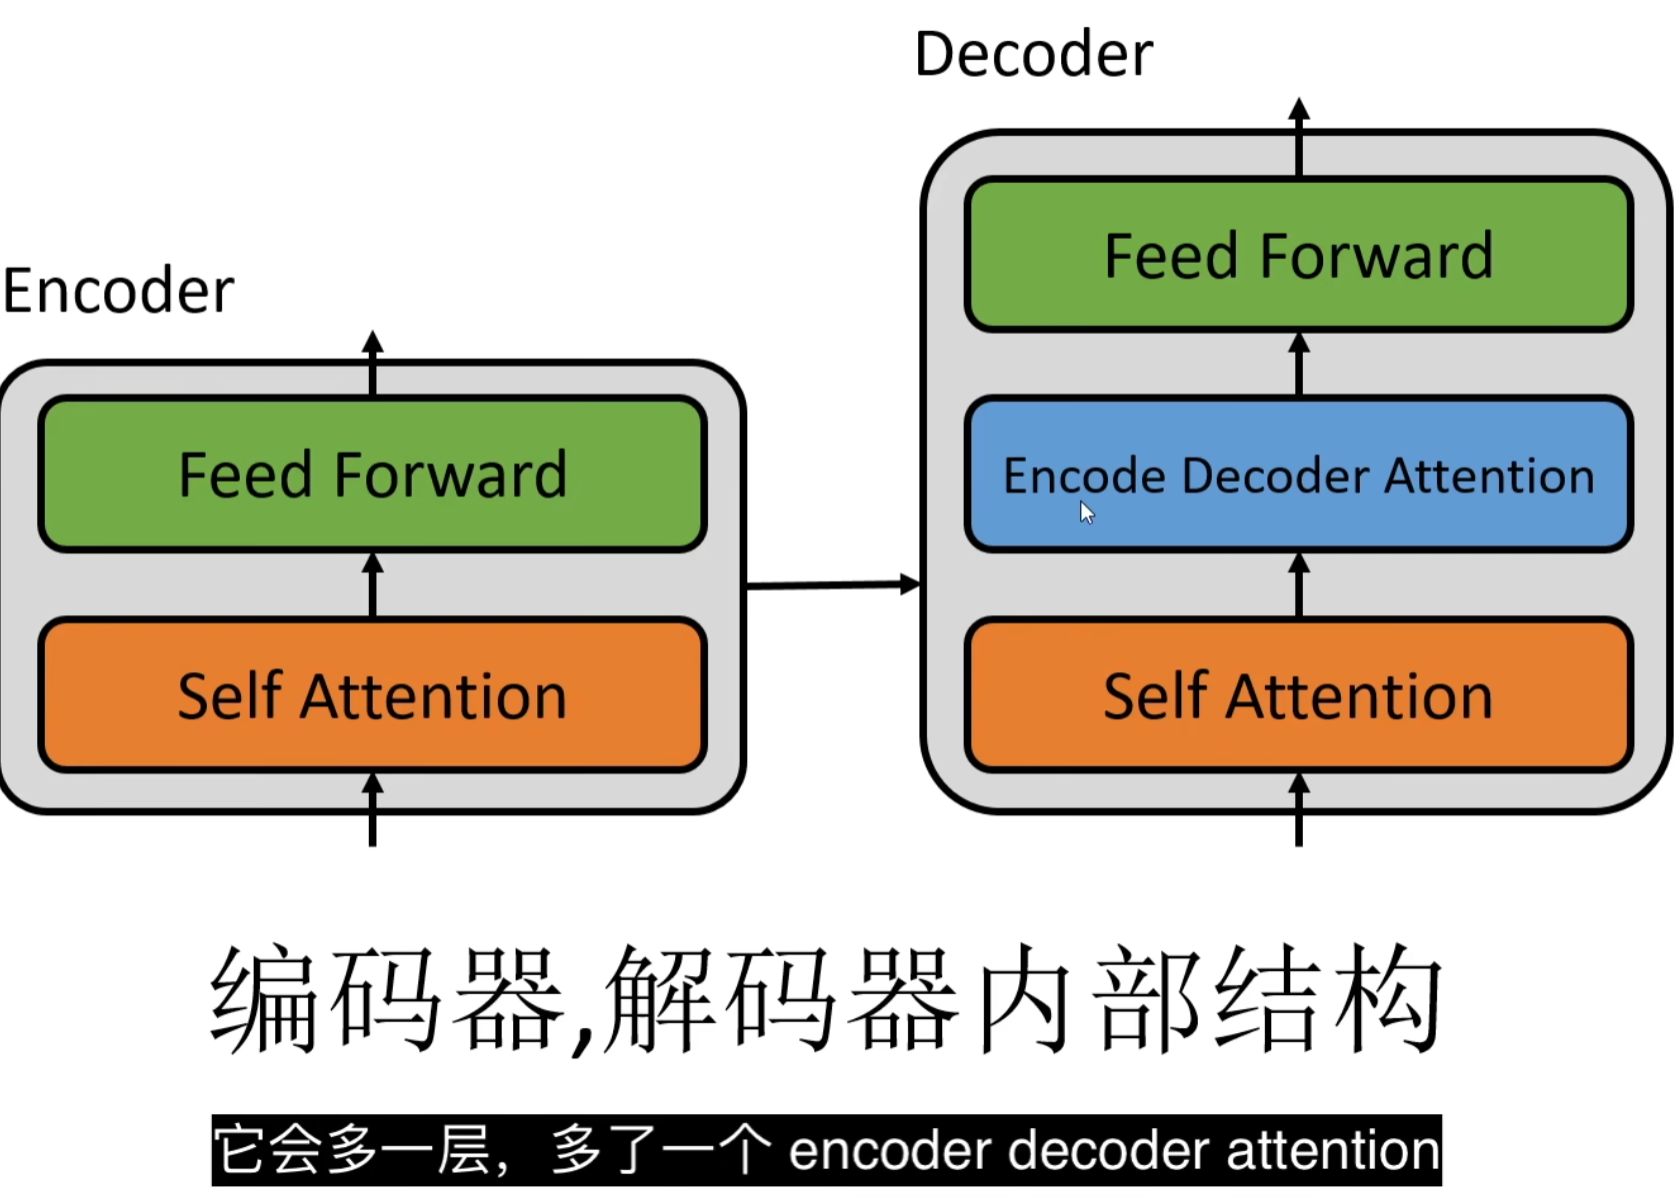 Encoder
Feed Forward
Self Attention
Decoder
Feed Forward
Encode Decoder Attention
Self Attention
编码器,解码器内部结构
它会多一层，多了一个 encoder decoder attention